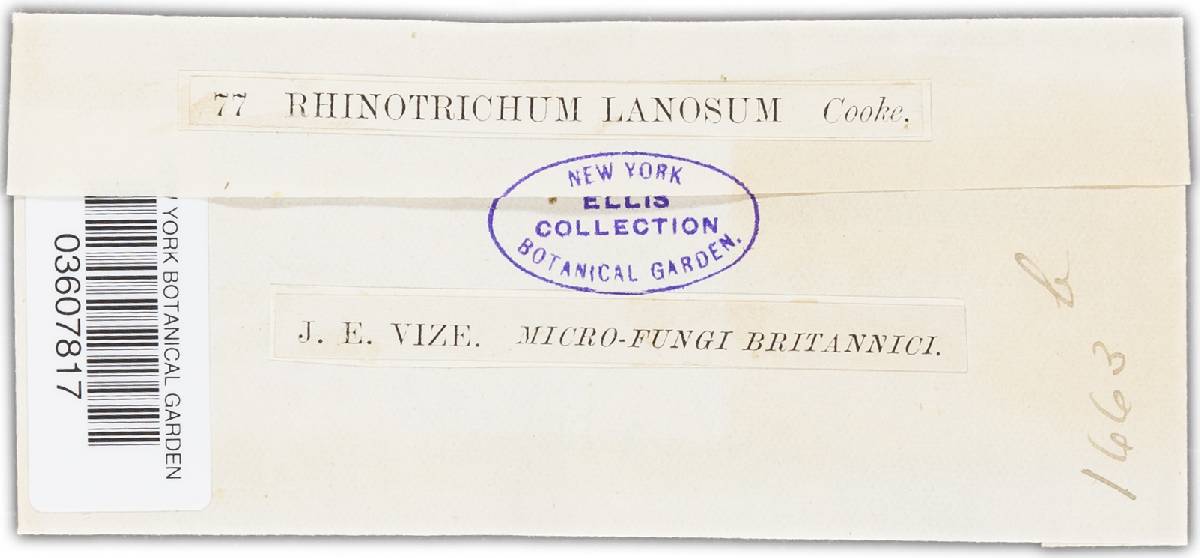 77 RHINOTRICHUM LANOSUM Cooke.
NEW YORK
ELLIS
COLLECTION
BOTANICAL GARDEN.
J. E. VIZE. MICRO-FUNGI BRITANNICI.
YORK BOTANICAL GARDEN
03607817
1663 b